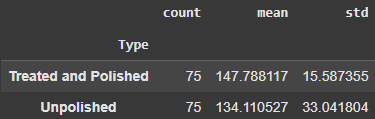 count mean std
Type
Treated and Polished 75 147.788117 15.587355
Unpolished 75 134.110527 33.041804